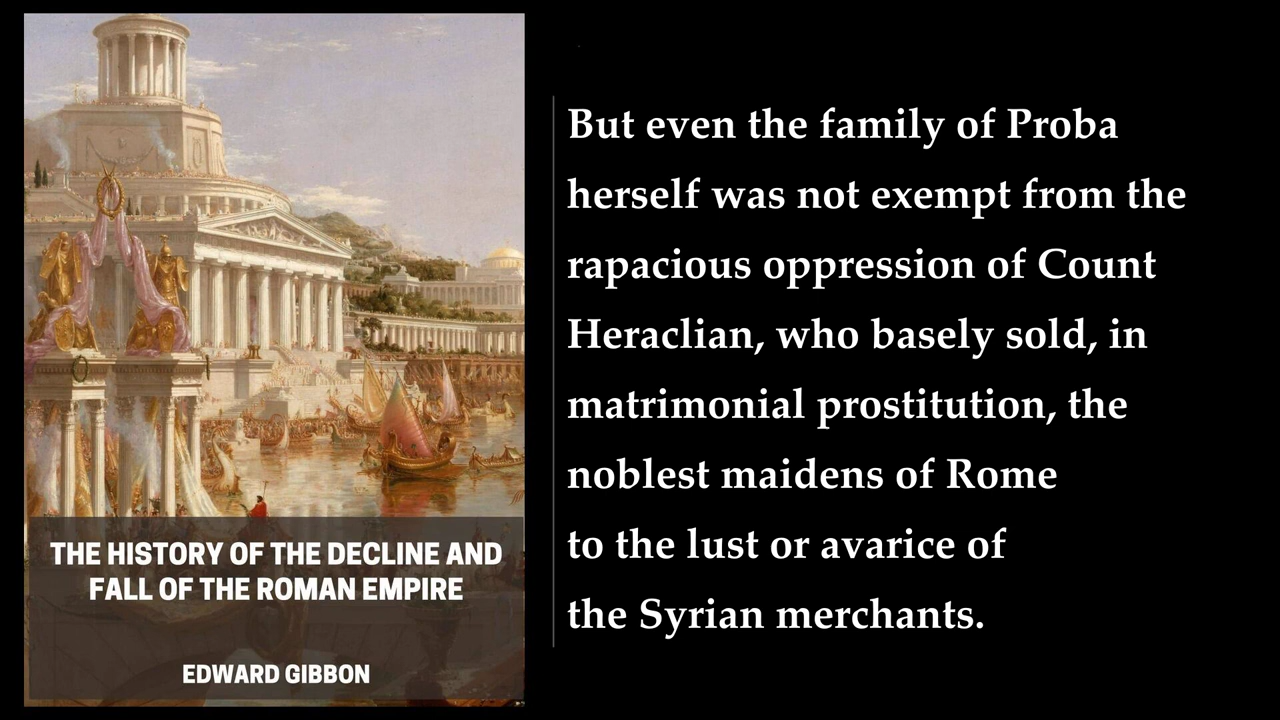 THE HISTORY OF THE DECLINE AND
FALL OF THE ROMAN EMPIRE
EDWARD GIBBON
But even the family of Proba
herself was not exempt from the
rapacious oppression of Count
Heraclian, who basely sold, in
matrimonial prostitution, the
noblest maidens of Rome
to the lust or avarice of
the Syrian merchants.